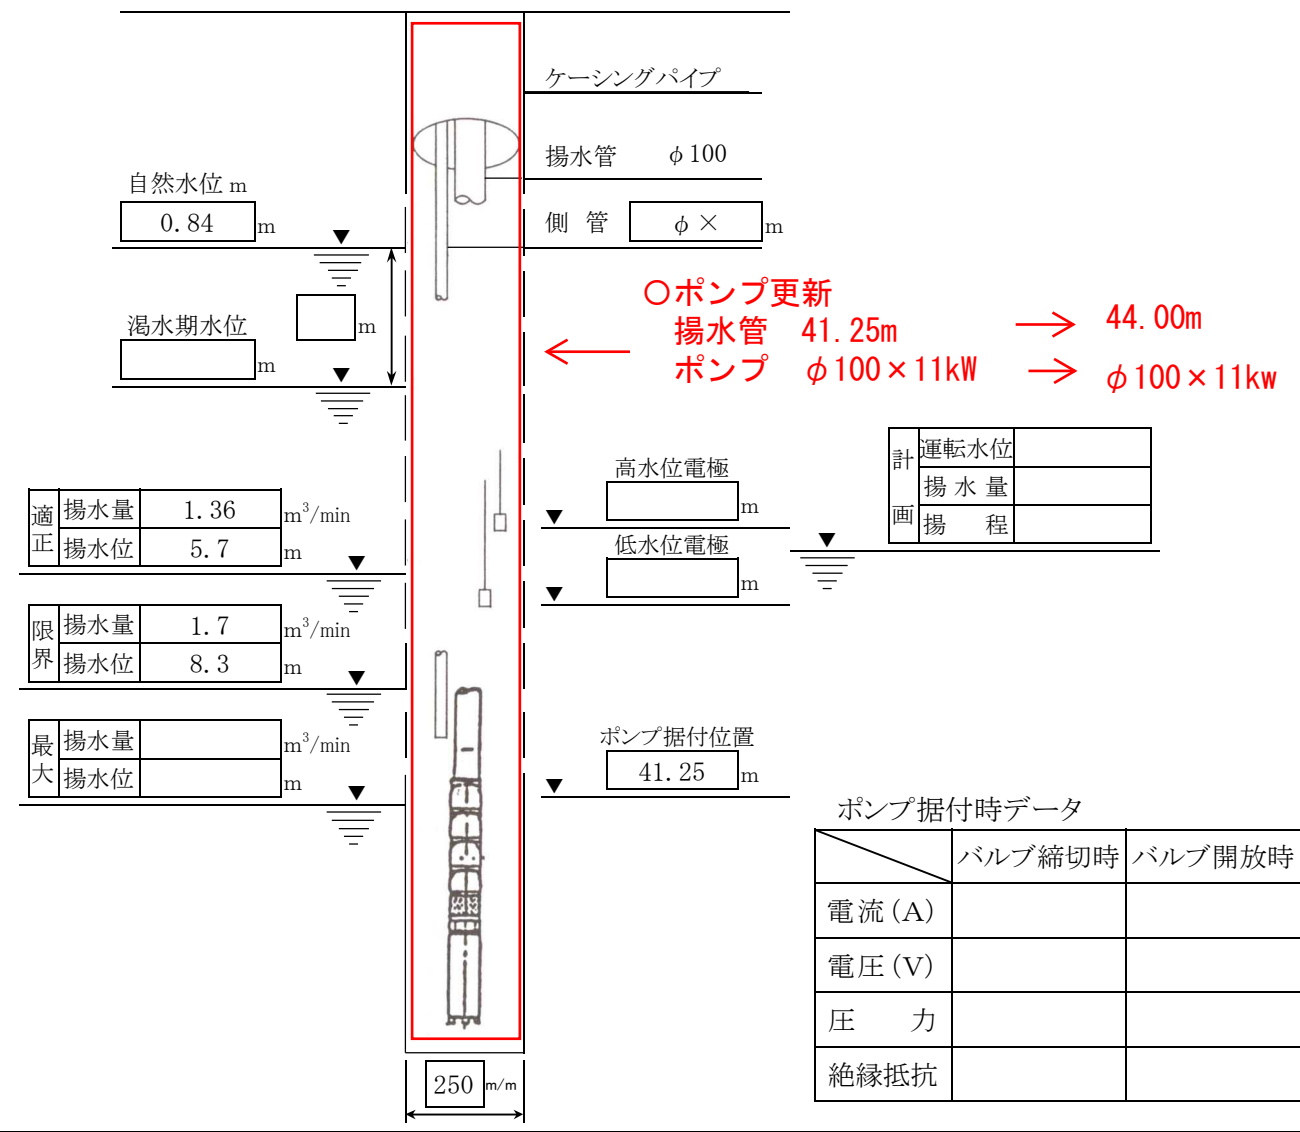 ケーシングパイプ
揚水管 φ100
自然水位 m
0.84 m
側 管 φ × m
○ポンプ更新
揚水管 41.25m → 44.00m
ポンプ φ100×11kW → φ100×11kw
m
渇水期水位
m
計画
運転水位
揚水量
揚程
高水位電極
m
低水位電極
m
適正
揚水量 1.36 m³/min
揚水位 5.7 m
限界
揚水量 1.7 m³/min
揚水位 8.3 m
最大
揚水量 m³/min
揚水位 m
ポンプ据付位置
41.25 m
ポンプ据付時データ
バルブ締切時 バルブ開放時
電流(A)
電圧(V)
圧力
絶縁抵抗
250 m/m